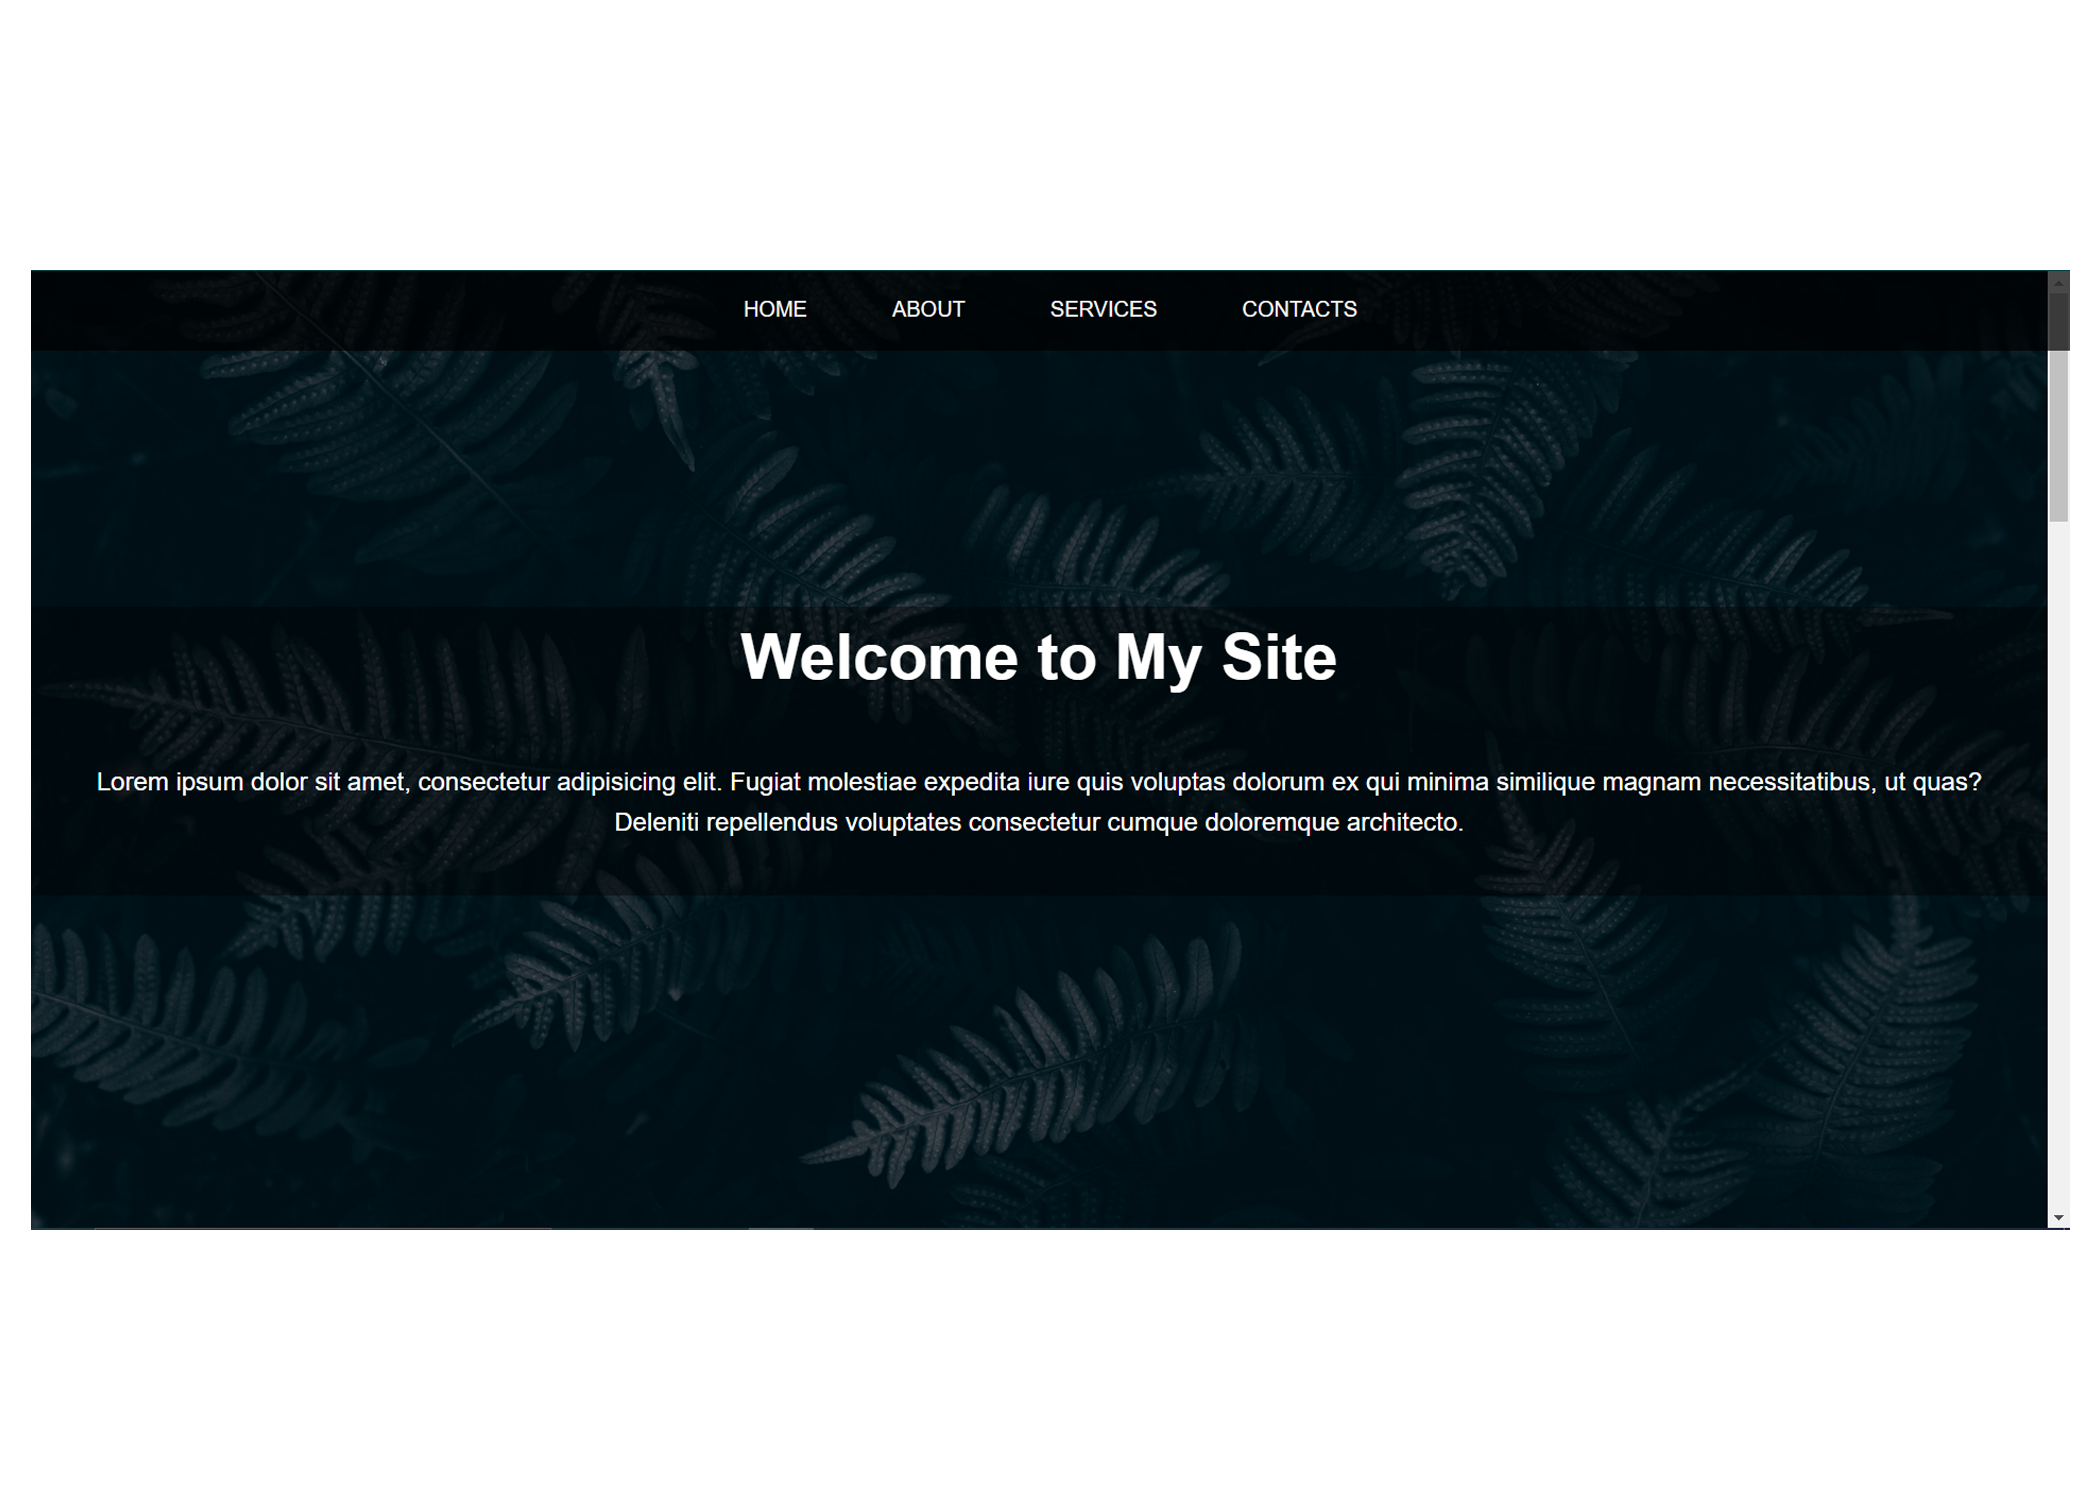 HOME ABOUT SERVICES CONTACTS
Welcome to My Site
Lorem ipsum dolor sit amet, consectetur adipisicing elit. Fugiat molestiae expedita iure quis voluptas dolorum ex qui minima similique magnam necessitatibus, ut quas?
Deleniti repellendus voluptates consectetur cumque doloremque architecto.